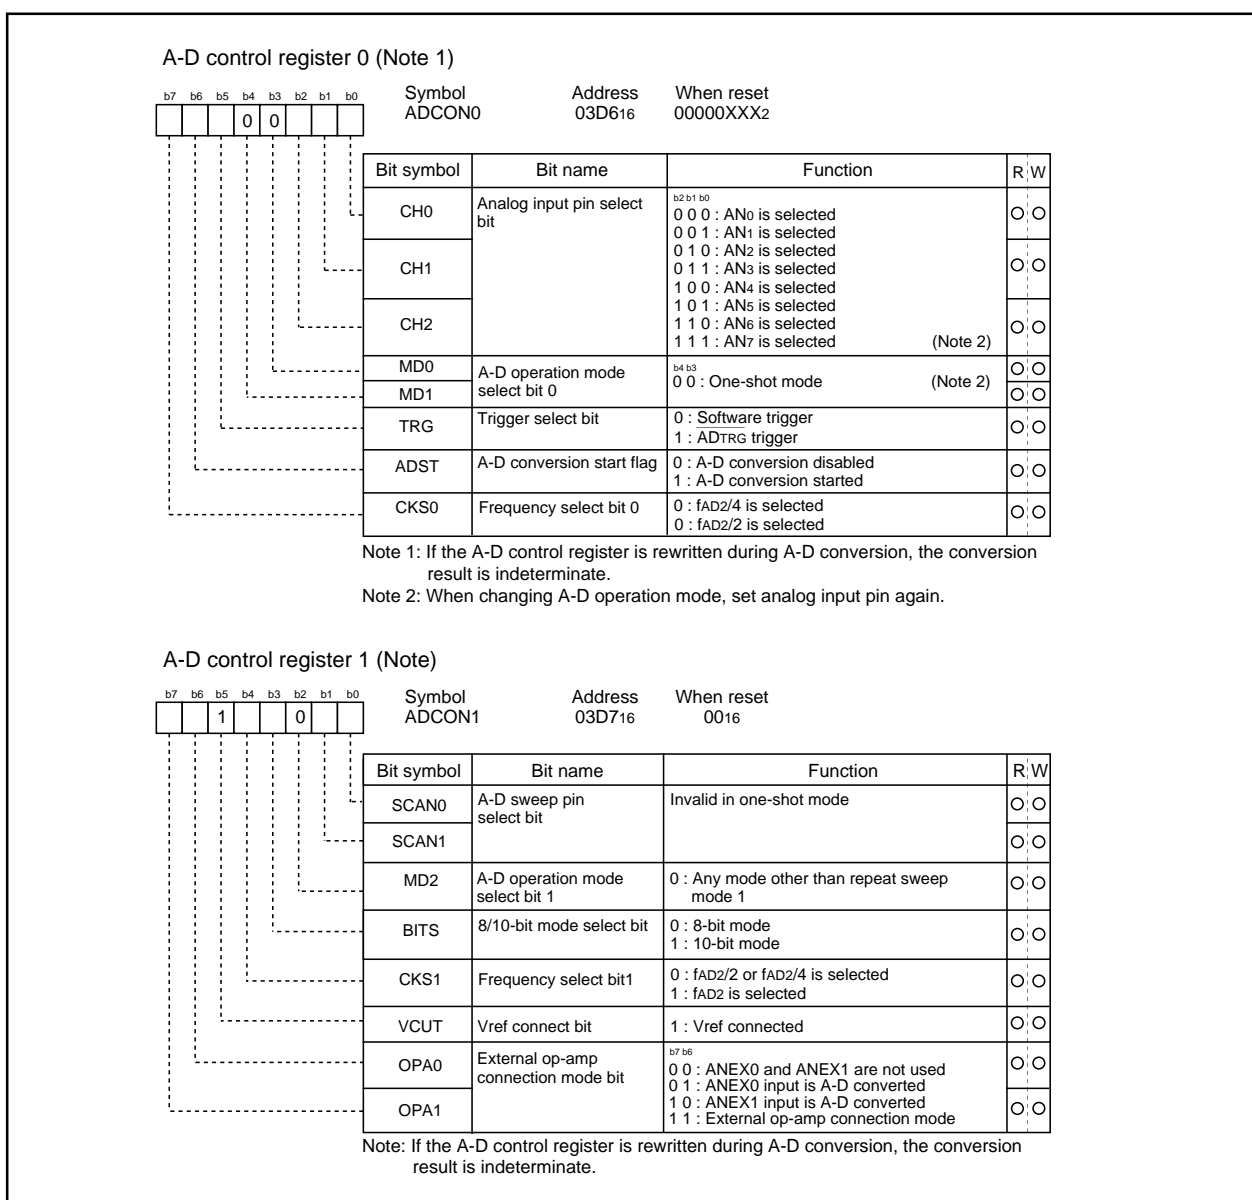 A-D control register 0 (Note 1)
b7 b6 b5 b4 b3 b2 b1 b0
0 0
Symbol Address When reset
ADCON0 03D616 00000XXX2
Bit symbol Bit name Function R W
CH0 Analog input pin select bit
b2 b1 b0
0 0 0 : AN0 is selected
0 0 1 : AN1 is selected
0 1 0 : AN2 is selected
CH1
0 1 1 : AN3 is selected
1 0 0 : AN4 is selected
1 0 1 : AN5 is selected
CH2
1 1 0 : AN6 is selected
1 1 1 : AN7 is selected (Note 2)
MD0 A-D operation mode
select bit 0
b4 b3
0 0 : One-shot mode (Note 2)
MD1
TRG Trigger select bit 0 : Software trigger
1 : ADTRG trigger
ADST A-D conversion start flag 0 : A-D conversion disabled
1 : A-D conversion started
CKS0 Frequency select bit 0 0 : fAD2/4 is selected
0 : fAD2/2 is selected
Note 1: If the A-D control register is rewritten during A-D conversion, the conversion
result is indeterminate.
Note 2: When changing A-D operation mode, set analog input pin again.
A-D control register 1 (Note)
b7 b6 b5 b4 b3 b2 b1 b0
1 0
Symbol Address When reset
ADCON1 03D716 0016
Bit symbol Bit name Function R W
SCAN0 A-D sweep pin
select bit
Invalid in one-shot mode
SCAN1
MD2 A-D operation mode
select bit 1
0 : Any mode other than repeat sweep
mode 1
BITS 8/10-bit mode select bit 0 : 8-bit mode
1 : 10-bit mode
CKS1 Frequency select bit1 0 : fAD2/2 or fAD2/4 is selected
1 : fAD2 is selected
VCUT Vref connect bit 1 : Vref connected
OPA0 External op-amp
connection mode bit
b7 b6
0 0 : ANEX0 and ANEX1 are not used
0 1 : ANEX0 input is A-D converted
OPA1
1 0 : ANEX1 input is A-D converted
1 1 : External op-amp connection mode
Note: If the A-D control register is rewritten during A-D conversion, the conversion
result is indeterminate.